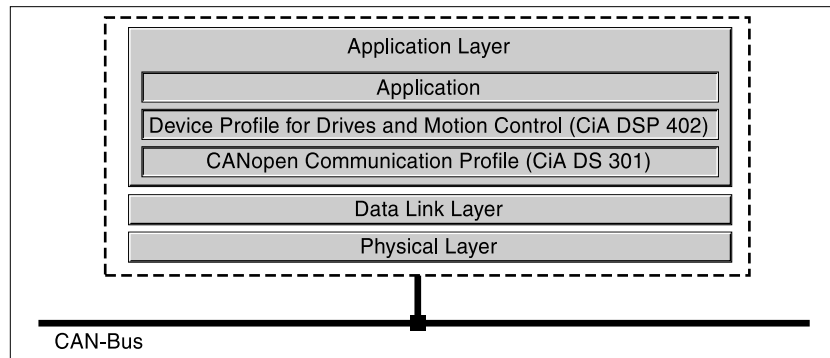 Application Layer
Application
Device Profile for Drives and Motion Control (CiA DSP 402)
CANopen Communication Profile (CiA DS 301)
Data Link Layer
Physical Layer
CAN-Bus